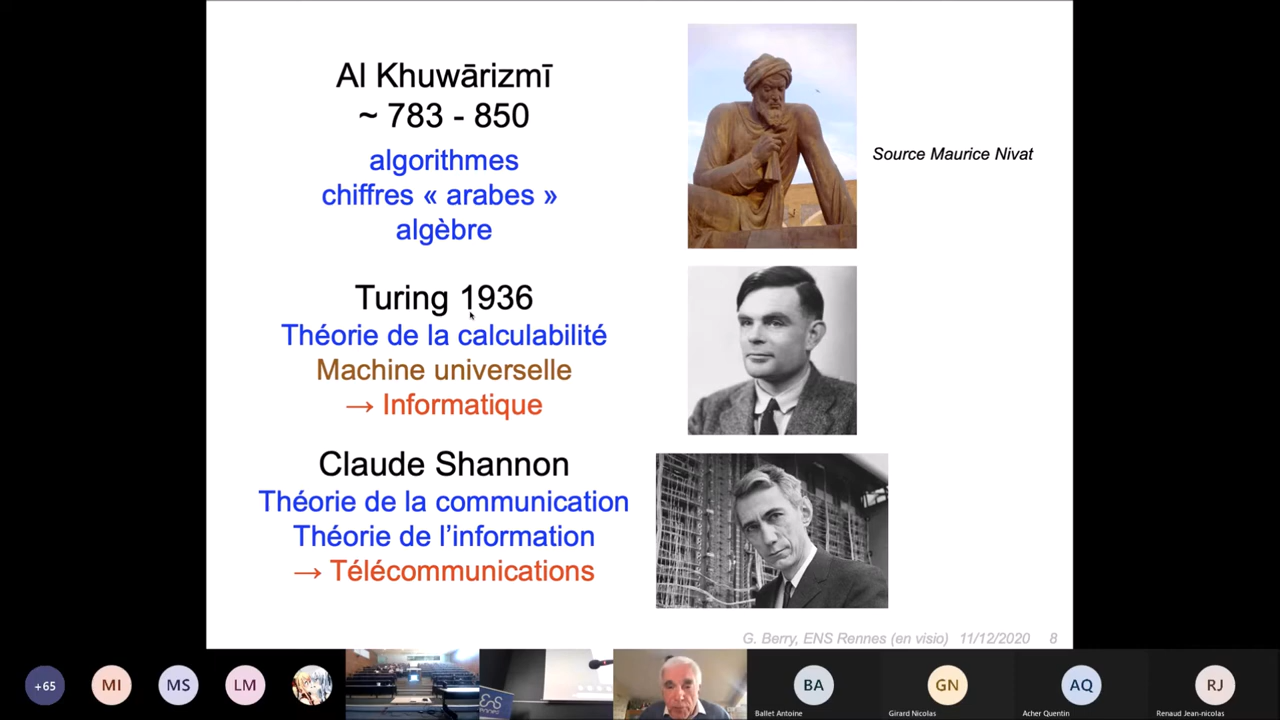 Al Khuwārizmī
~ 783 - 850
algorithmes
chiffres « arabes »
algèbre
Source Maurice Nivat
Turing 1936
Théorie de la calculabilité
Machine universelle
→ Informatique
Claude Shannon
Théorie de la communication
Théorie de l’information
→ Télécommunications
G. Berry, ENS Rennes (en visio) 11/12/2020 8
+65
MI
MS
LM
ENS
RENNES
BA
GN
AQ
RJ
Ballet Antoine
Girard Nicolas
Acher Quentin
Renaud Jean-nicolas